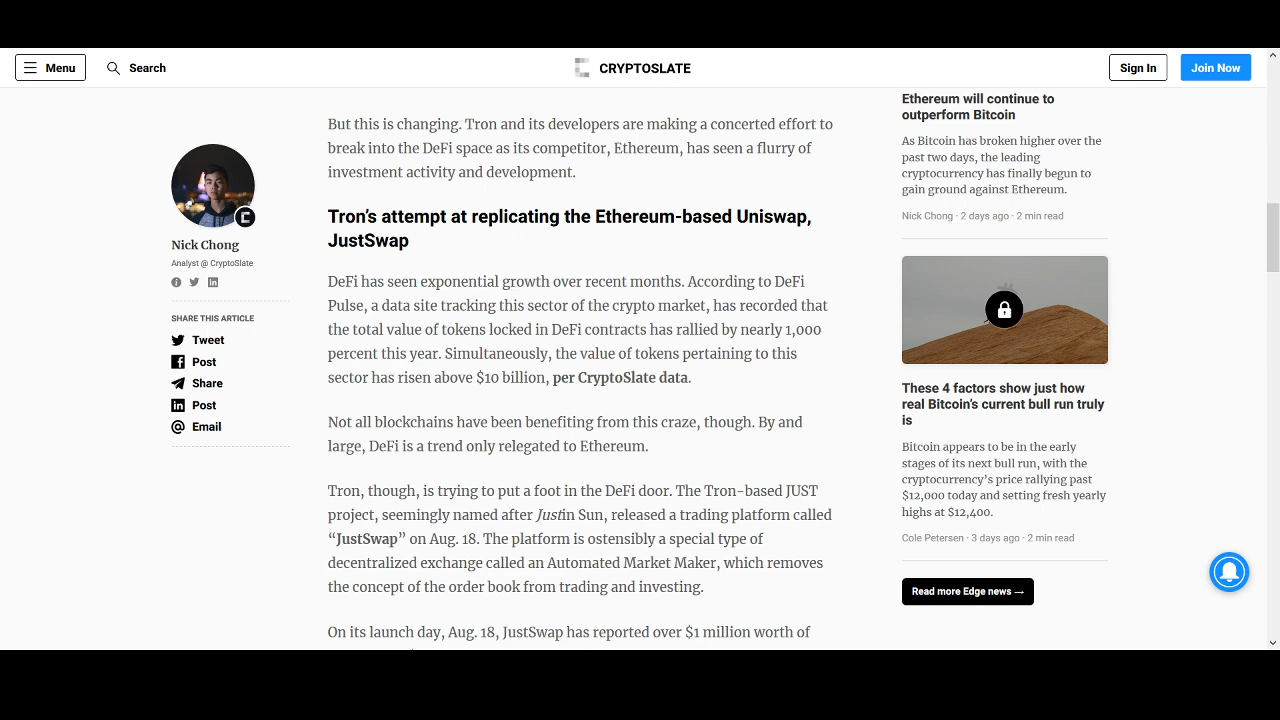 Menu
Search
CRYPTOSLATE
Sign In
Join Now
Nick Chong
Analyst @ CryptoSlate
SHARE THIS ARTICLE
Tweet
Post
Share
Post
Email
But this is changing. Tron and its developers are making a concerted effort to
break into the DeFi space as its competitor, Ethereum, has seen a flurry of
investment activity and development.
Tron’s attempt at replicating the Ethereum-based Uniswap,
JustSwap
DeFi has seen exponential growth over recent months. According to DeFi
Pulse, a data site tracking this sector of the crypto market, has recorded that
the total value of tokens locked in DeFi contracts has rallied by nearly 1,000
percent this year. Simultaneously, the value of tokens pertaining to this
sector has risen above $10 billion, per CryptoSlate data.
Not all blockchains have been benefiting from this craze, though. By and
large, DeFi is a trend only relegated to Ethereum.
Tron, though, is trying to put a foot in the DeFi door. The Tron-based JUST
project, seemingly named after Justin Sun, released a trading platform called
“JustSwap” on Aug. 18. The platform is ostensibly a special type of
decentralized exchange called an Automated Market Maker, which removes
the concept of the order book from trading and investing.
On its launch day, Aug. 18, JustSwap has reported over $1 million worth of
Ethereum will continue to
outperform Bitcoin
As Bitcoin has broken higher over the
past two days, the leading
cryptocurrency has finally begun to
gain ground against Ethereum.
Nick Chong · 2 days ago · 2 min read
These 4 factors show just how
real Bitcoin’s current bull run truly
is
Bitcoin appears to be in the early
stages of its next bull run, with the
cryptocurrency’s price rallying past
$12,000 today and setting fresh yearly
highs at $12,400.
Cole Petersen · 3 days ago · 2 min read
Read more Edge news →